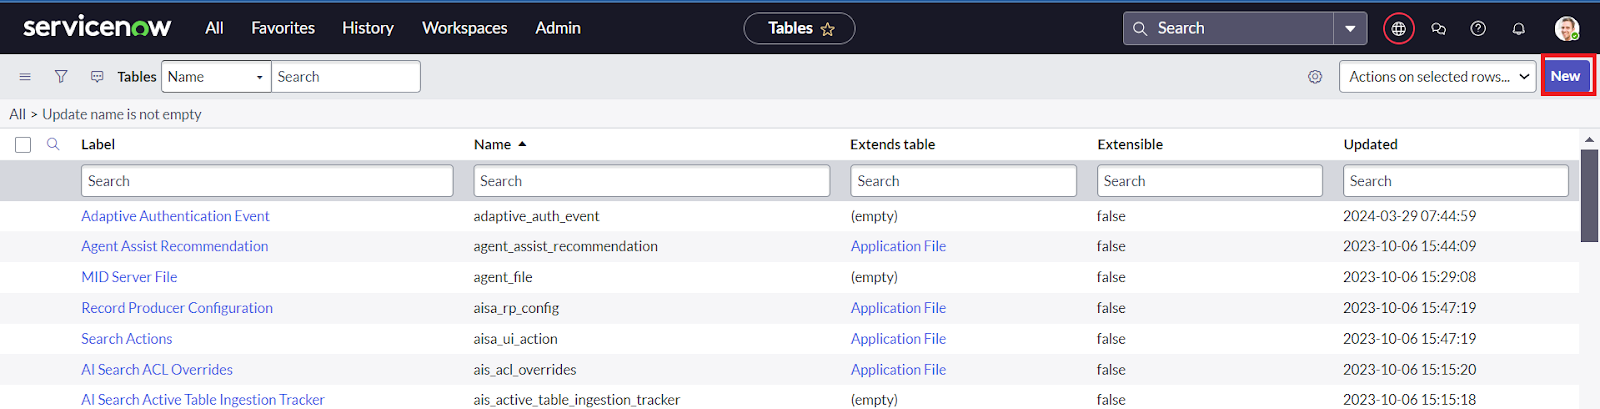 servicenow All Favorites History Workspaces Admin Tables Search
Tables Name Search Actions on selected rows... New
All > Update name is not empty
Label Name Extends table Extensible Updated
Search Search Search Search Search
Adaptive Authentication Event adaptive_auth_event (empty) false 2024-03-29 07:44:59
Agent Assist Recommendation agent_assist_recommendation Application File false 2023-10-06 15:44:09
MID Server File agent_file (empty) false 2023-10-06 15:29:08
Record Producer Configuration aisa_rp_config Application File false 2023-10-06 15:47:19
Search Actions aisa_ui_action Application File false 2023-10-06 15:47:19
AI Search ACL Overrides ais_acl_overrides Application File false 2023-10-06 15:15:20
AI Search Active Table Ingestion Tracker ais_active_table_ingestion_tracker (empty) false 2023-10-06 15:15:18